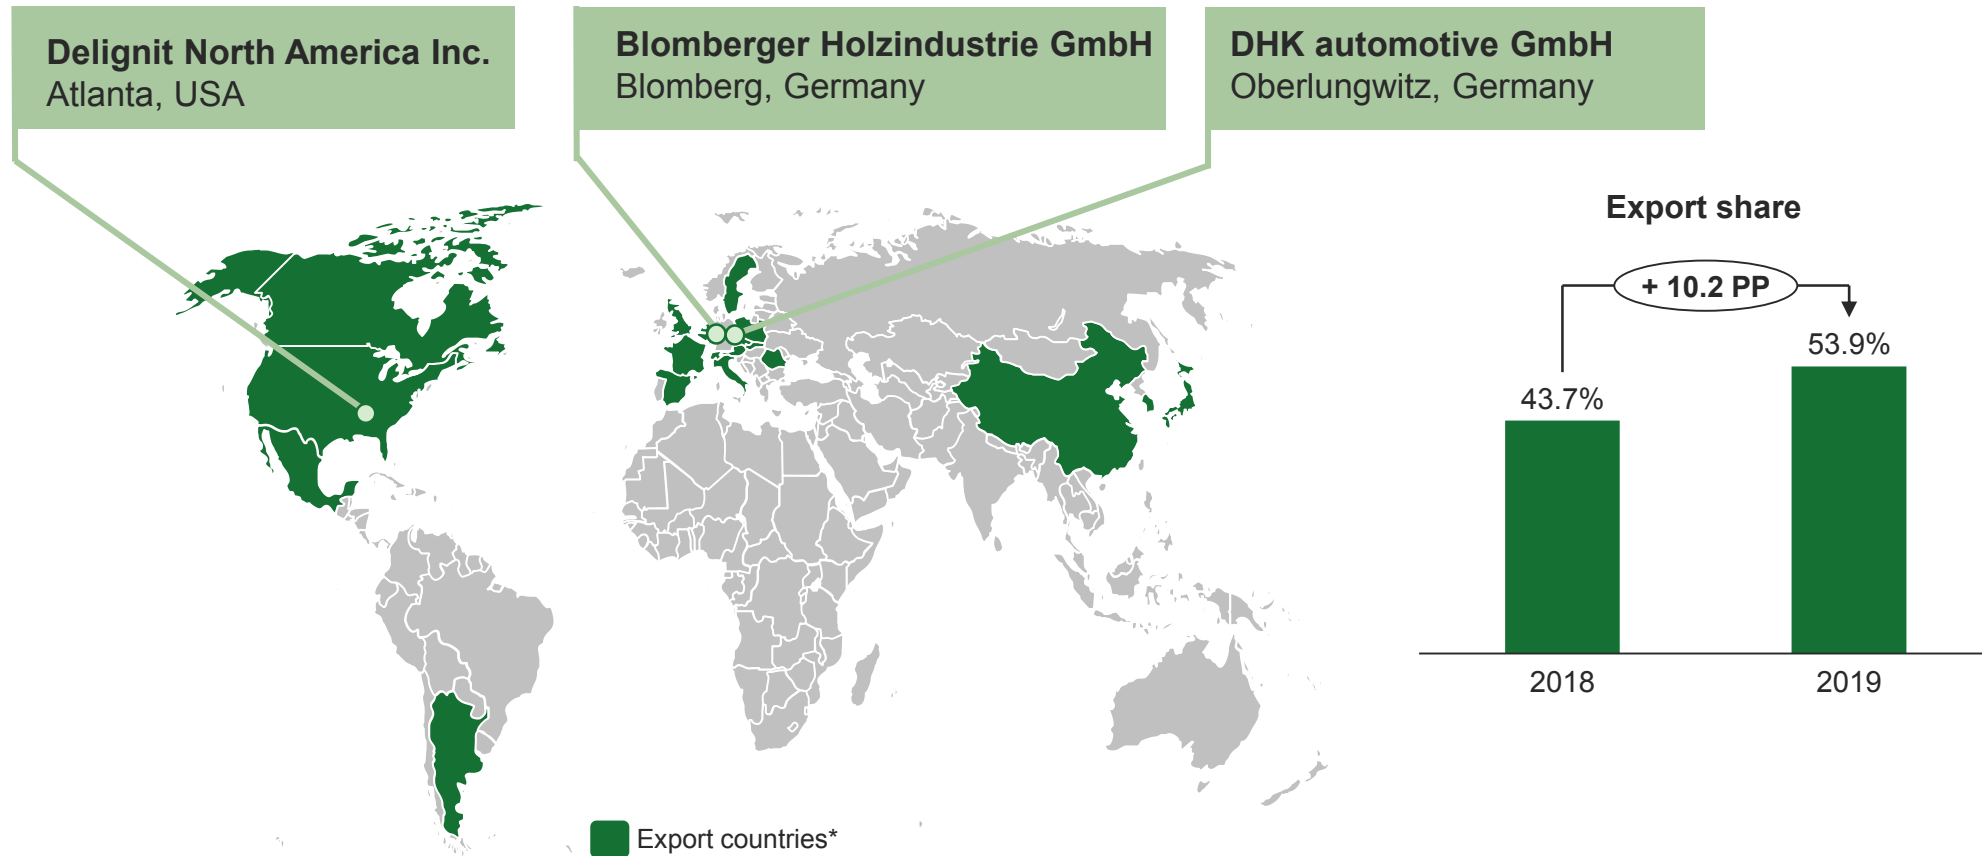 Delignit North America Inc.
Atlanta, USA
Blomberger Holzindustrie GmbH
Blomberg, Germany
DHK automotive GmbH
Oberlungwitz, Germany
Export share
+ 10.2 PP
43.7%
53.9%
2018
2019
Export countries*